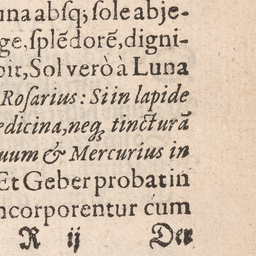 una absq; sole abje-
ge, splẽdorẽ, digni-
bit, Sol verò à Luna
Rosarius: Si in lapide
edicina, neq; tincturã
uum & Mercurius in
Et Geber probat in
ncorporentur cum
R ij Der